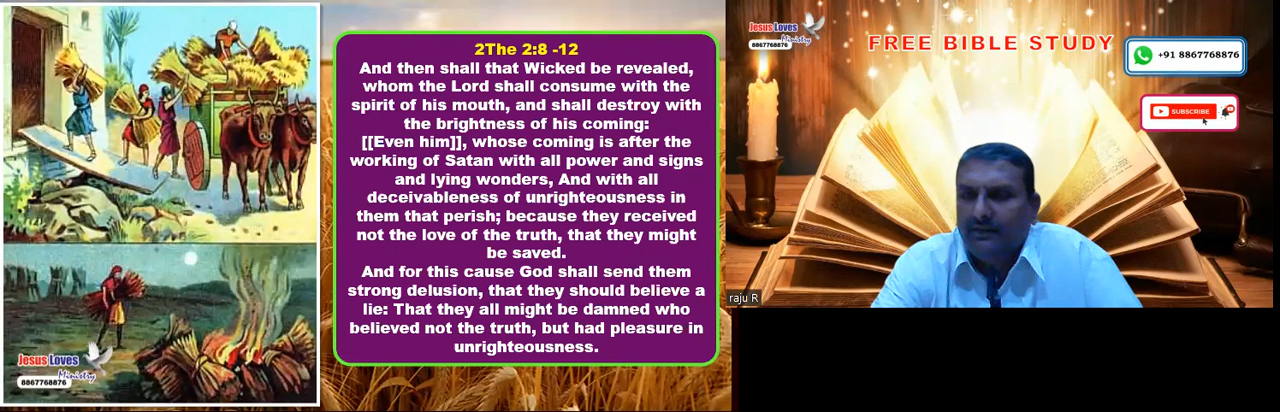 Jesus Loves
Ministry
8867768876
2The 2:8 -12
And then shall that Wicked be revealed,
whom the Lord shall consume with the
spirit of his mouth, and shall destroy with
the brightness of his coming:
[[Even him]], whose coming is after the
working of Satan with all power and signs
and lying wonders, And with all
deceivableness of unrighteousness in
them that perish; because they received
not the love of the truth, that they might
be saved.
And for this cause God shall send them
strong delusion, that they should believe a
lie: That they all might be damned who
believed not the truth, but had pleasure in
unrighteousness.
Jesus Loves
Ministry
8867768876
FREE BIBLE STUDY
+91 8867768876
SUBSCRIBE
raju R